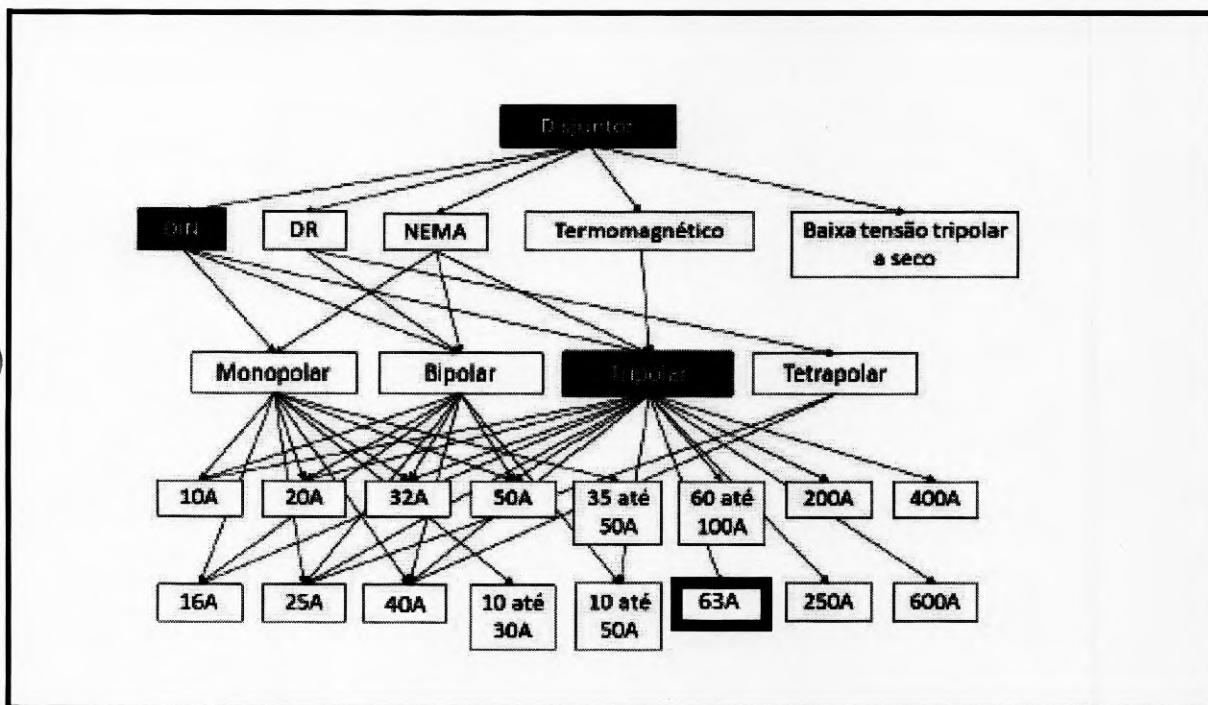 Disjuntor
DIN
DR
NEMA
Termomagnético
Baixa tensão tripolar
a seco
Monopolar
Bipolar
Tripolar
Tetrapolar
10A
20A
32A
50A
35 até
50A
60 até
100A
200A
400A
16A
25A
40A
10 até
30A
10 até
50A
63A
250A
600A